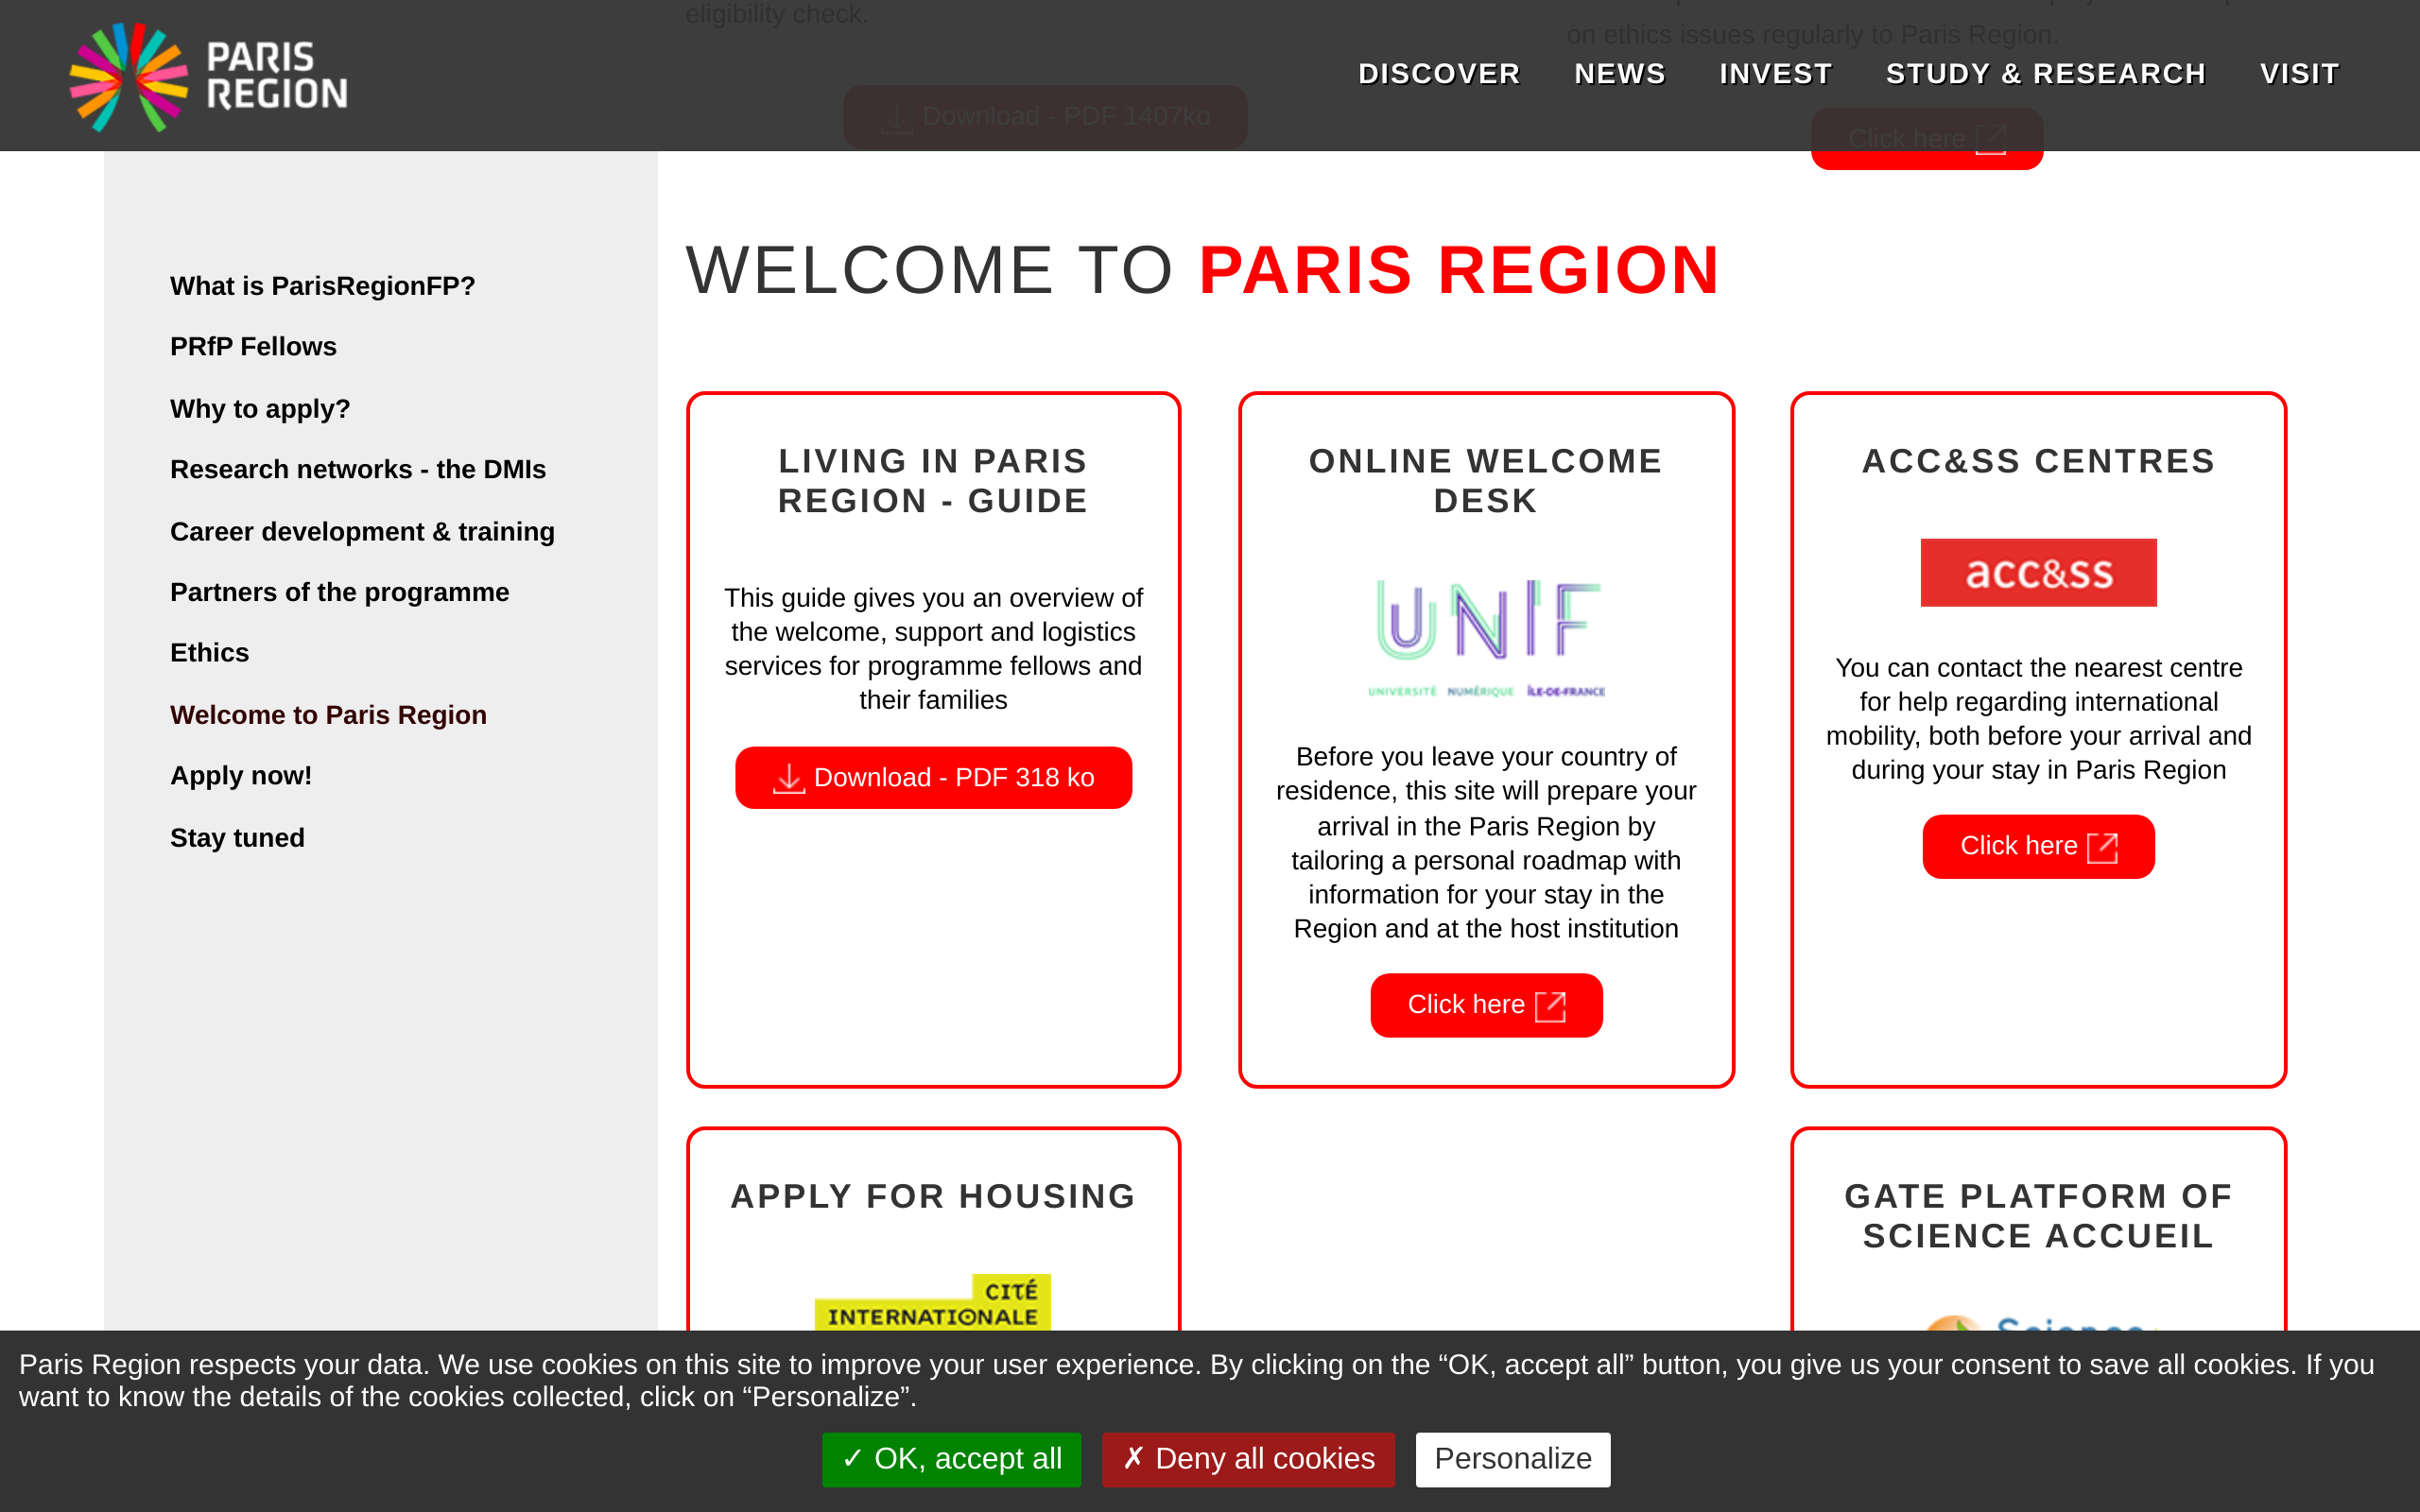 eligibility check.
on ethics issues regularly to Paris Region.
PARIS
REGION
DISCOVER NEWS INVEST STUDY & RESEARCH VISIT
Download - PDF 1407ko
Click here
What is ParisRegionFP?
PRfP Fellows
Why to apply?
Research networks - the DMIs
Career development & training
Partners of the programme
Ethics
Welcome to Paris Region
Apply now!
Stay tuned
WELCOME TO PARIS REGION
LIVING IN PARIS
REGION - GUIDE
This guide gives you an overview of
the welcome, support and logistics
services for programme fellows and
their families
Download - PDF 318 ko
ONLINE WELCOME
DESK
UNIF
UNIVERSITÉ NUMÉRIQUE ÎLE-DE-FRANCE
Before you leave your country of
residence, this site will prepare your
arrival in the Paris Region by
tailoring a personal roadmap with
information for your stay in the
Region and at the host institution
Click here
ACC&SS CENTRES
acc&ss
You can contact the nearest centre
for help regarding international
mobility, both before your arrival and
during your stay in Paris Region
Click here
APPLY FOR HOUSING
CITÉ
INTERNATIONALE
GATE PLATFORM OF
SCIENCE ACCUEIL
Science
Paris Region respects your data. We use cookies on this site to improve your user experience. By clicking on the “OK, accept all” button, you give us your consent to save all cookies. If you
want to know the details of the cookies collected, click on “Personalize”.
✓ OK, accept all ✗ Deny all cookies Personalize